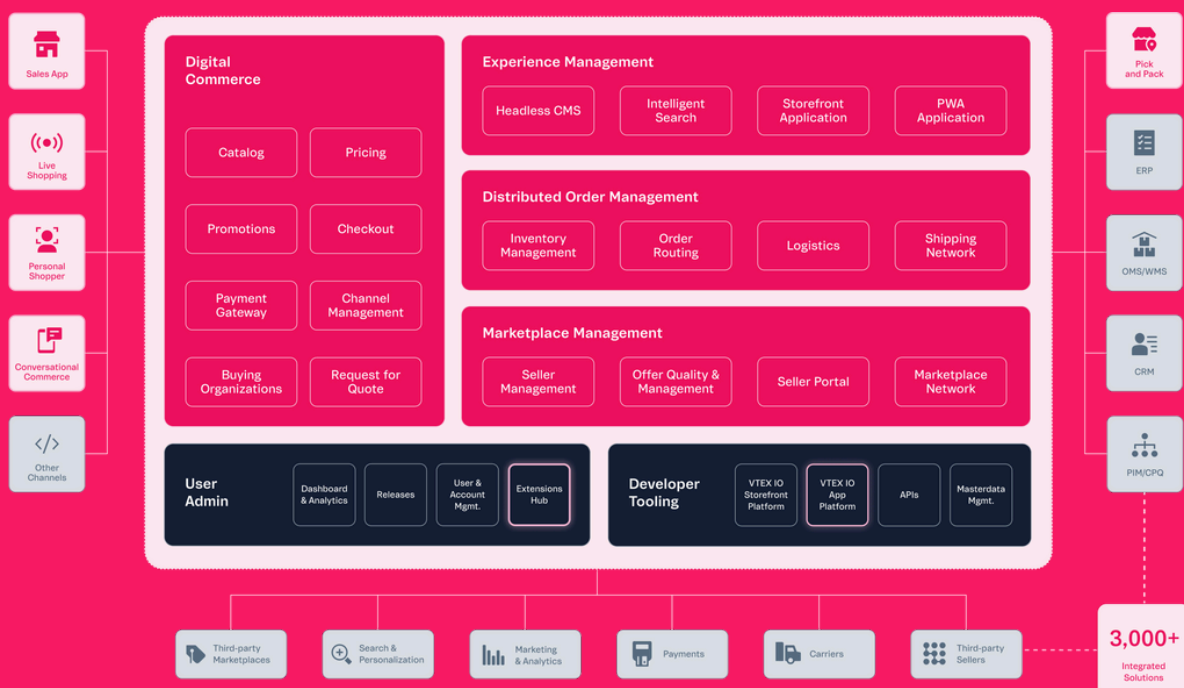 Sales App
Live
Shopping
Personal
Shopper
Conversational
Commerce
Other
Channels
Digital
Commerce
Catalog
Pricing
Promotions
Checkout
Payment
Gateway
Channel
Management
Buying
Organizations
Request for
Quote
Experience Management
Headless CMS
Intelligent
Search
Storefront
Application
PWA
Application
Distributed Order Management
Inventory
Management
Order
Routing
Logistics
Shipping
Network
Marketplace Management
Seller
Management
Offer Quality &
Management
Seller Portal
Marketplace
Network
User
Admin
Dashboard
& Analytics
Releases
User &
Account
Mgmt.
Extensions
Hub
Developer
Tooling
VTEX IO
Storefront
Platform
VTEX IO
App
Platform
APIs
Masterdata
Mgmt.
Pick
and Pack
ERP
OMS/WMS
CRM
PIM/CPQ
Third-party
Marketplaces
Search &
Personalization
Marketing
& Analytics
Payments
Carriers
Third-party
Sellers
3,000+
Integrated
Solutions